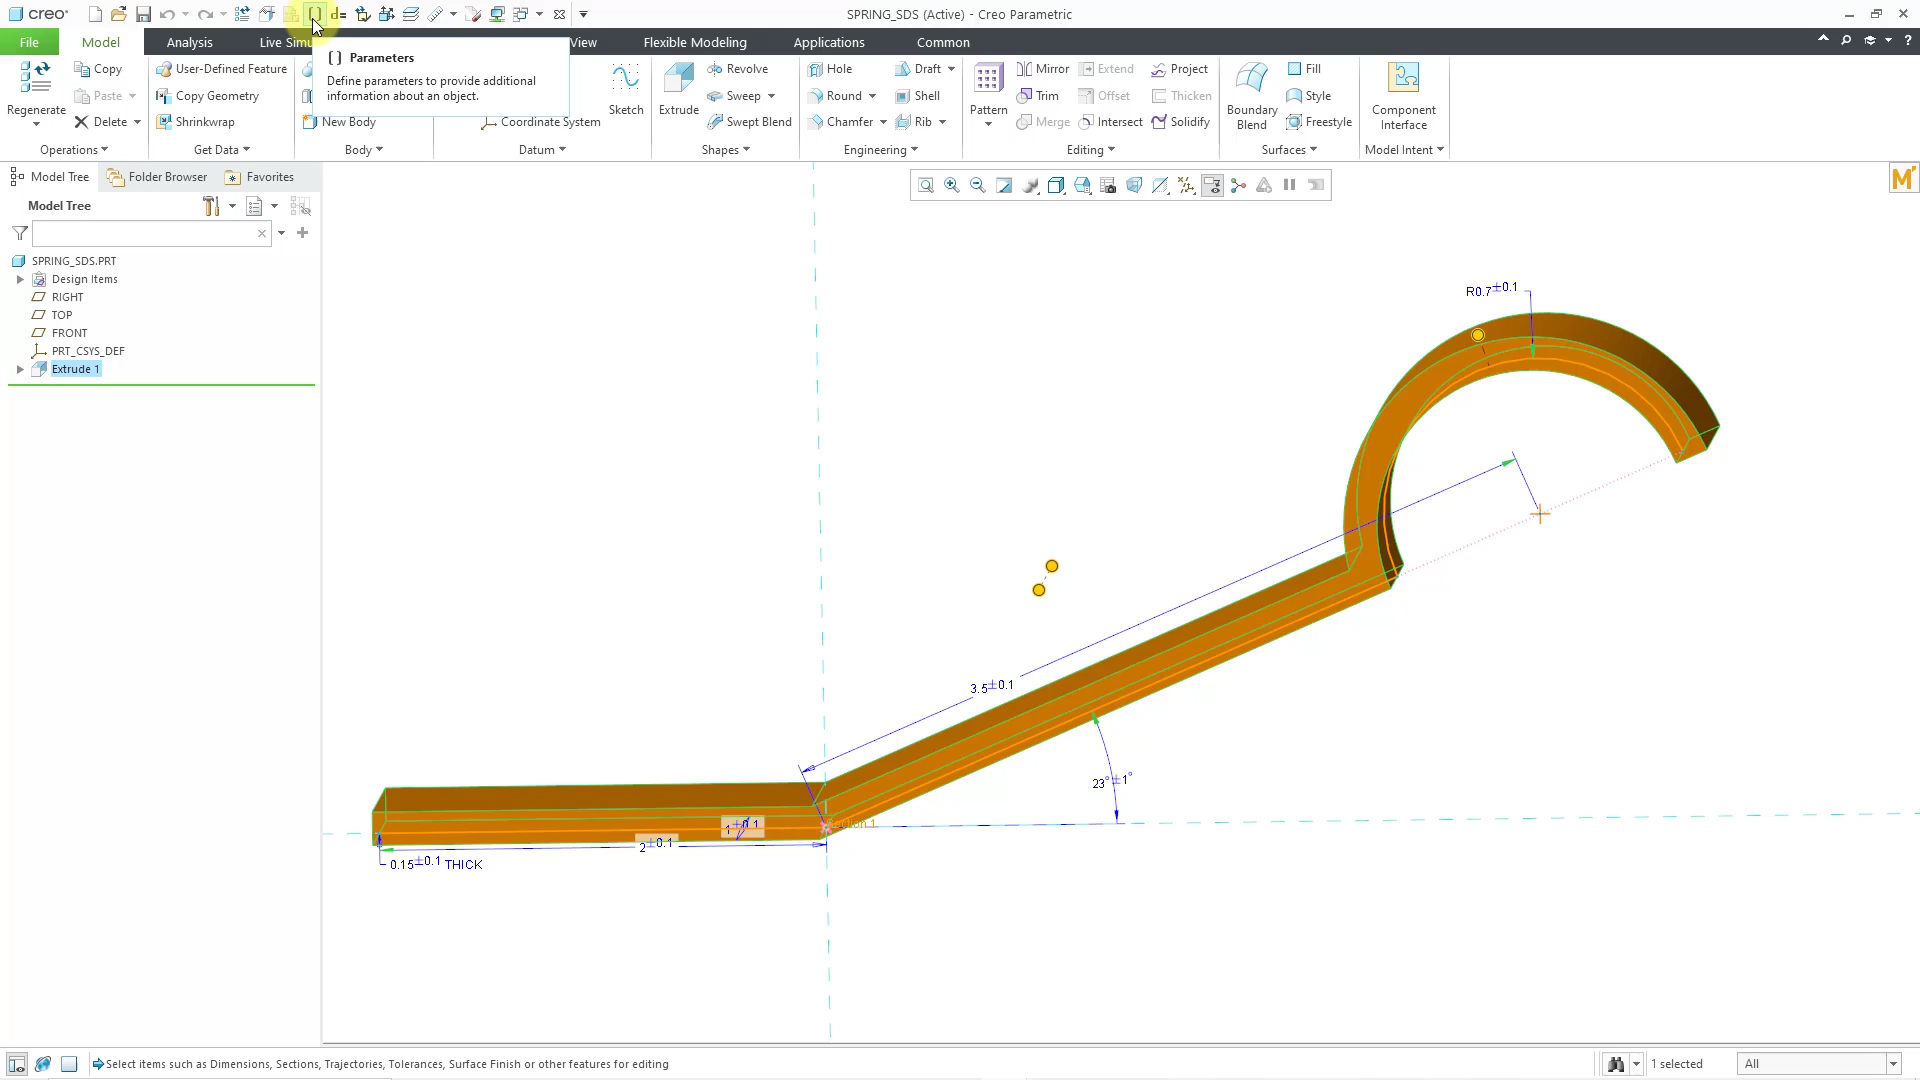 creo
d=
SPRING_SDS (Active) - Creo Parametric
File
Model
Analysis
Live Simu
View
Flexible Modeling
Applications
Common
Parameters
Define parameters to provide additional
information about an object.
Regenerate
Copy
Paste
Delete
Operations
User-Defined Feature
Copy Geometry
Shrinkwrap
Get Data
New Body
Body
Coordinate System
Datum
Sketch
Extrude
Revolve
Sweep
Swept Blend
Shapes
Hole
Round
Chamfer
Draft
Shell
Rib
Engineering
Pattern
Mirror
Trim
Merge
Extend
Offset
Intersect
Project
Thicken
Solidify
Editing
Boundary
Blend
Fill
Style
Freestyle
Surfaces
Component
Interface
Model Intent
Model Tree
Folder Browser
Favorites
Model Tree
SPRING_SDS.PRT
Design Items
RIGHT
TOP
FRONT
PRT_CSYS_DEF
Extrude 1
R0.7±0.1
3.5±0.1
23°±1°
1±0.1
2±0.1
0.15±0.1 THICK
Select items such as Dimensions, Sections, Trajectories, Tolerances, Surface Finish or other features for editing
1 selected
All